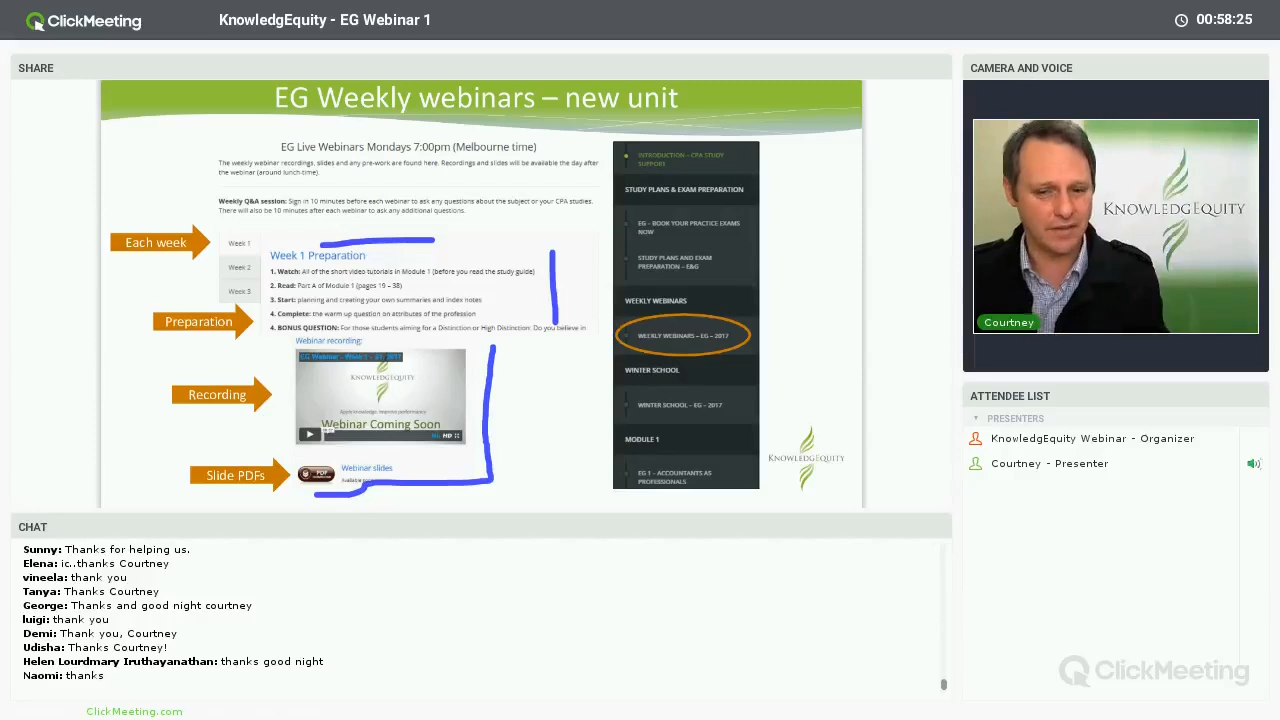 ClickMeeting
KnowledgEquity - EG Webinar 1
00:58:25
SHARE
EG Weekly webinars – new unit
EG Live Webinars Mondays 7:00pm (Melbourne time)
The weekly webinar recordings, slides and any pre-work are found here. Recordings and slides will be available the day after
the webinar (around lunch-time).
Weekly Q&A session: Sign in 10 minutes before each webinar to ask any questions about the subject or your CPA studies.
There will also be 10 minutes after each webinar to ask any additional questions.
Each week
Week 1
Week 2
Week 3
Week 1 Preparation
1. Watch: All of the short video tutorials in Module 1 (before you read the study guide)
2. Read: Part A of Module 1 (pages 19 – 38)
3. Start: planning and creating your own summaries and index notes
4. Complete: the warm up question on attributes of the profession
4. BONUS QUESTION: For those students aiming for a Distinction or High Distinction: Do you believe in
Preparation
Webinar recording:
Recording
KNOWLEDGEQUITY
Apply knowledge. Improve performance
Webinar Coming Soon
HD
Slide PDFs
PDF
Webinar slides
INTRODUCTION – CPA STUDY
SUPPORT
STUDY PLANS & EXAM PREPARATION
EG – BOOK YOUR PRACTICE EXAMS
NOW
STUDY PLANS AND EXAM
PREPARATION – E&G
WEEKLY WEBINARS
WEEKLY WEBINARS – EG – 2017
WINTER SCHOOL
WINTER SCHOOL – EG – 2017
MODULE 1
EG 1 – ACCOUNTANTS AS
PROFESSIONALS
KNOWLEDGEQUITY
CAMERA AND VOICE
KNOWLEDGEQUITY
Courtney
ATTENDEE LIST
PRESENTERS
KnowledgEquity Webinar - Organizer
Courtney - Presenter
CHAT
Sunny: Thanks for helping us.
Elena: ic..thanks Courtney
vineela: thank you
Tanya: Thanks Courtney
George: Thanks and good night courtney
luigi: thank you
Demi: Thank you, Courtney
Udisha: Thanks Courtney!
Helen Lourdmary Iruthayanathan: thanks good night
Naomi: thanks
ClickMeeting
ClickMeeting.com